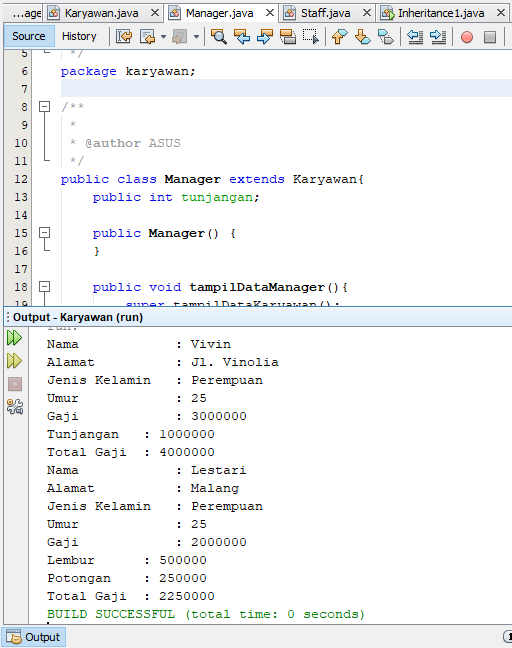 ...age Karyawan.java Manager.java Staff.java Inheritance1.java
Source History
5 */
6 package karyawan;
7
8 /**
9 *
10 * @author ASUS
11 */
12 public class Manager extends Karyawan{
13 public int tunjangan;
14
15 public Manager() {
16 }
17
18 public void tampilDataManager(){
19 super.tampilDataKaryawan();
Output - Karyawan (run)
run:
Nama : Vivin
Alamat : Jl. Vinolia
Jenis Kelamin : Perempuan
Umur : 25
Gaji : 3000000
Tunjangan : 1000000
Total Gaji : 4000000
Nama : Lestari
Alamat : Malang
Jenis Kelamin : Perempuan
Umur : 25
Gaji : 2000000
Lembur : 500000
Potongan : 250000
Total Gaji : 2250000
BUILD SUCCESSFUL (total time: 0 seconds)
Output